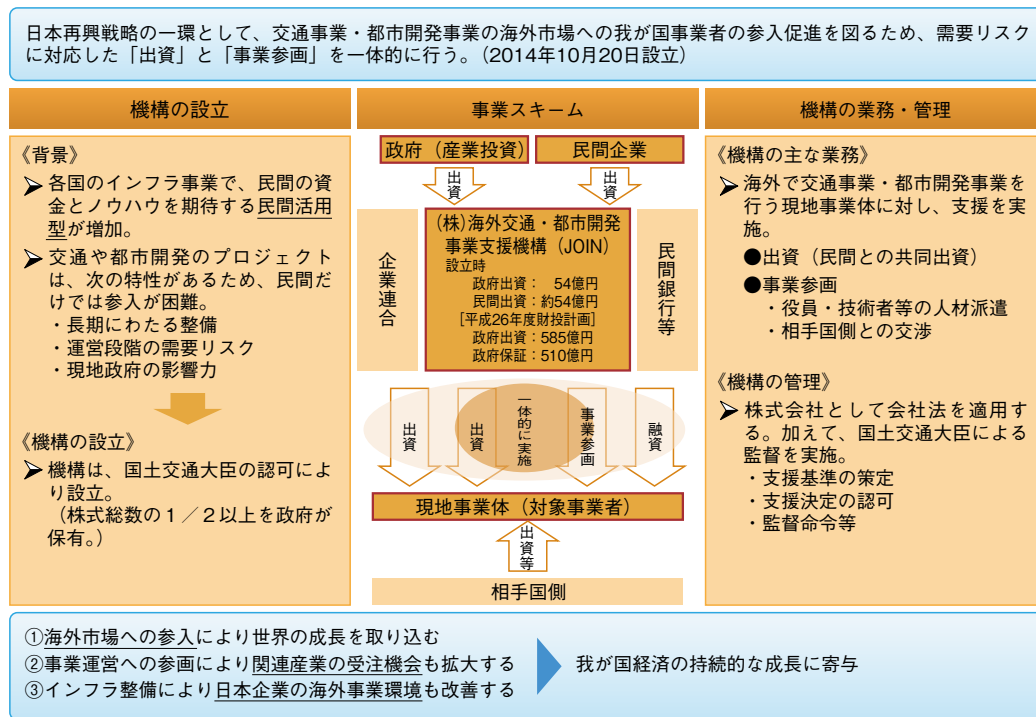 日本再興戦略の一環として、交通事業・都市開発事業の海外市場への我が国事業者の参入促進を図るため、需要リスク
に対応した「出資」と「事業参画」を一体的に行う。（2014年10月20日設立）
機構の設立
《背景》
➢ 各国のインフラ事業で、民間の資
金とノウハウを期待する民間活用
型が増加。
➢ 交通や都市開発のプロジェクト
は、次の特性があるため、民間だ
けでは参入が困難。
・長期にわたる整備
・運営段階の需要リスク
・現地政府の影響力
《機構の設立》
➢ 機構は、国土交通大臣の認可によ
り設立。
（株式総数の１／２以上を政府が
保有。）
事業スキーム
政府（産業投資）
民間企業
出資
出資
企業連合
（株）海外交通・都市開発
事業支援機構（JOIN）
設立時
政府出資： 54億円
民間出資：約54億円
［平成26年度財投計画］
政府出資：585億円
政府保証：510億円
民間銀行等
出資
出資
一体的に実施
事業参画
融資
現地事業体（対象事業者）
出資等
相手国側
機構の業務・管理
《機構の主な業務》
➢ 海外で交通事業・都市開発事業を
行う現地事業体に対し、支援を実
施。
●出資（民間との共同出資）
●事業参画
・役員・技術者等の人材派遣
・相手国側との交渉
《機構の管理》
➢ 株式会社として会社法を適用す
る。加えて、国土交通大臣による
監督を実施。
・支援基準の策定
・支援決定の認可
・監督命令等
①海外市場への参入により世界の成長を取り込む
②事業運営への参画により関連産業の受注機会も拡大する
③インフラ整備により日本企業の海外事業環境も改善する
我が国経済の持続的な成長に寄与